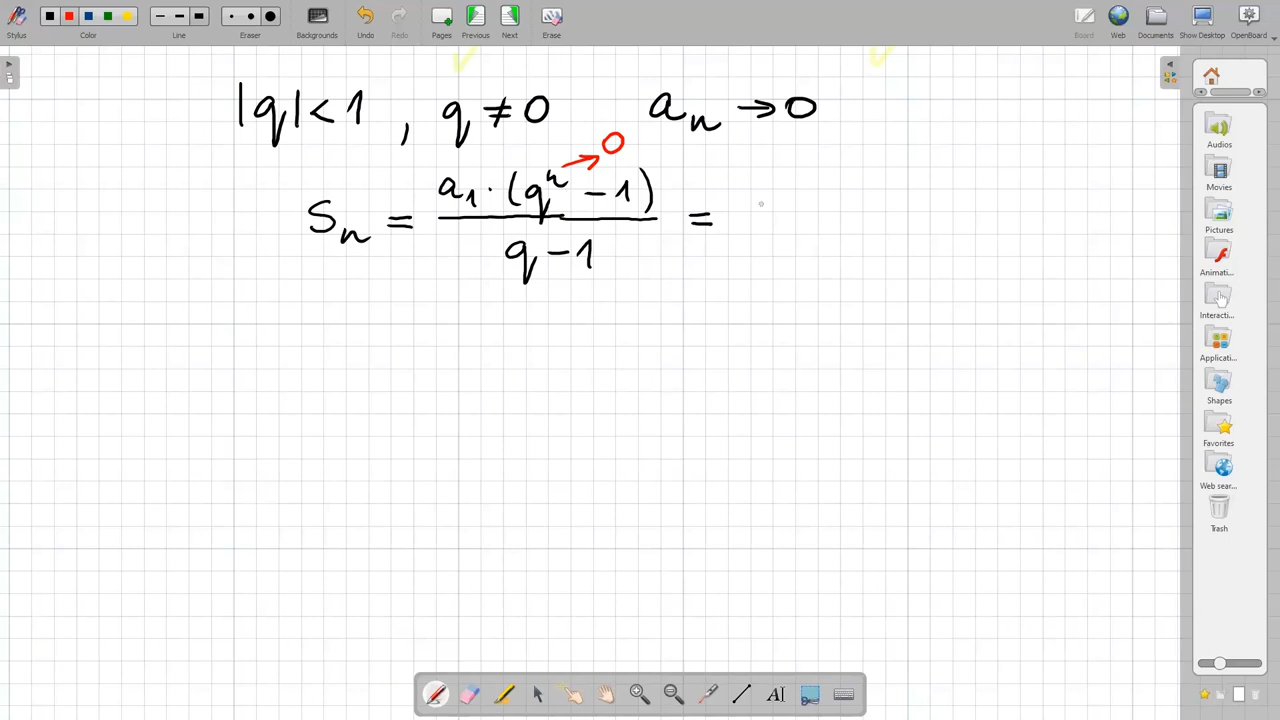 Stylus Color Line Eraser Backgrounds Undo Redo Pages Previous Next Erase Board Web Documents Show Desktop OpenBoard
|q| < 1 , q ≠ 0 aₙ → 0
0
Sₙ = a₁ · (qⁿ − 1) / q − 1 =
Audios
Movies
Pictures
Animati...
Interacti...
Applicati...
Shapes
Favorites
Web sear...
Trash